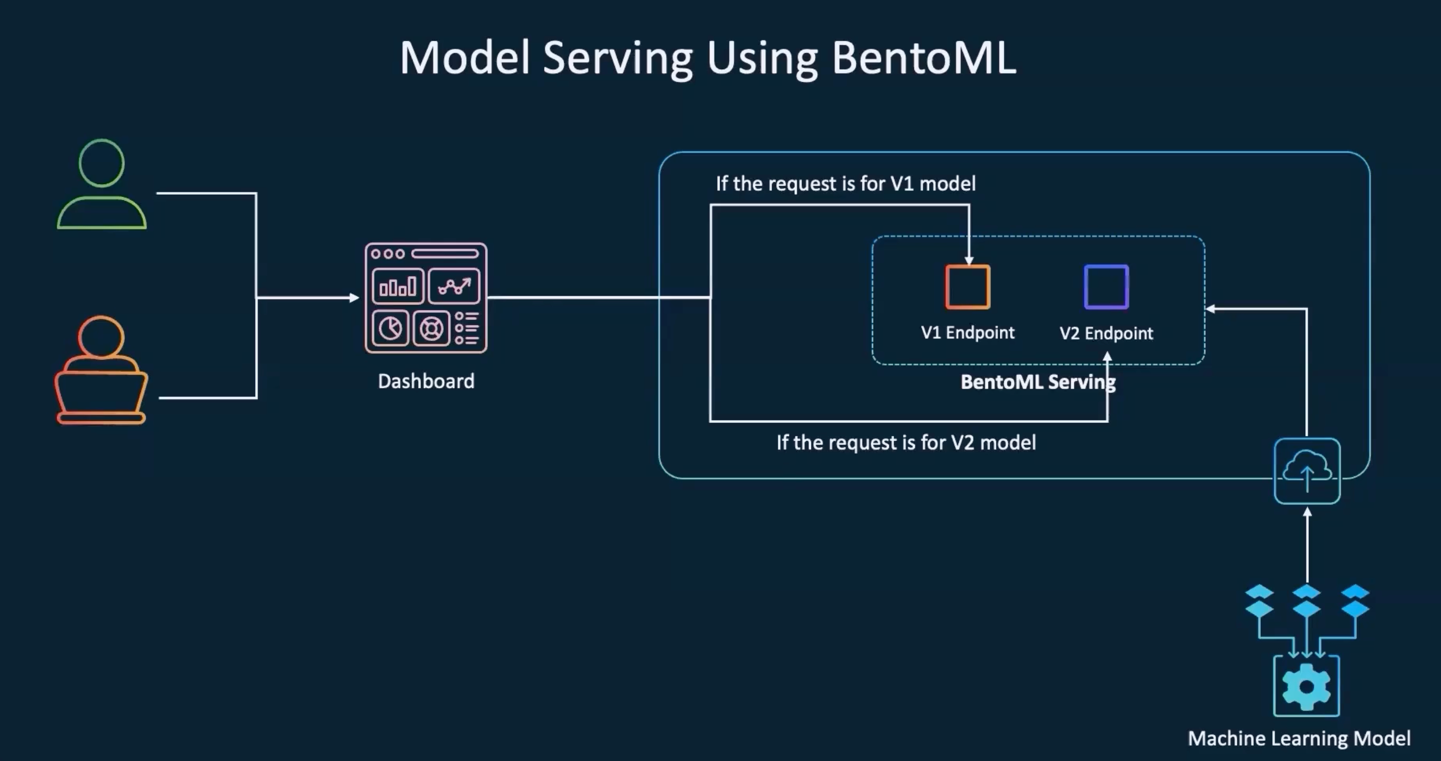 Model Serving Using BentoML
If the request is for V1 model
V1 Endpoint
V2 Endpoint
Dashboard
BentoML Serving
If the request is for V2 model
Machine Learning Model